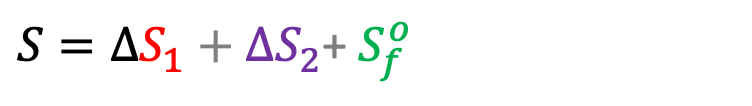 S = ΔS₁ + ΔS₂ + S_f^o